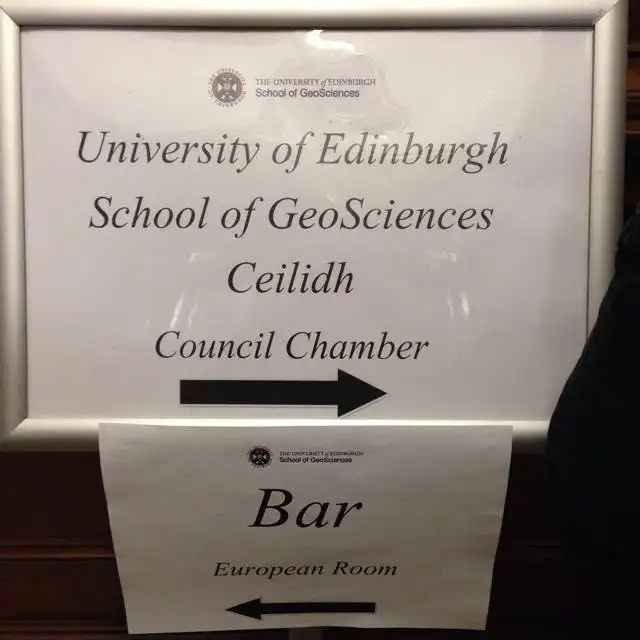 THE UNIVERSITY of EDINBURGH
School of GeoSciences
University of Edinburgh
School of GeoSciences
Ceilidh
Council Chamber
THE UNIVERSITY of EDINBURGH
School of GeoSciences
Bar
European Room